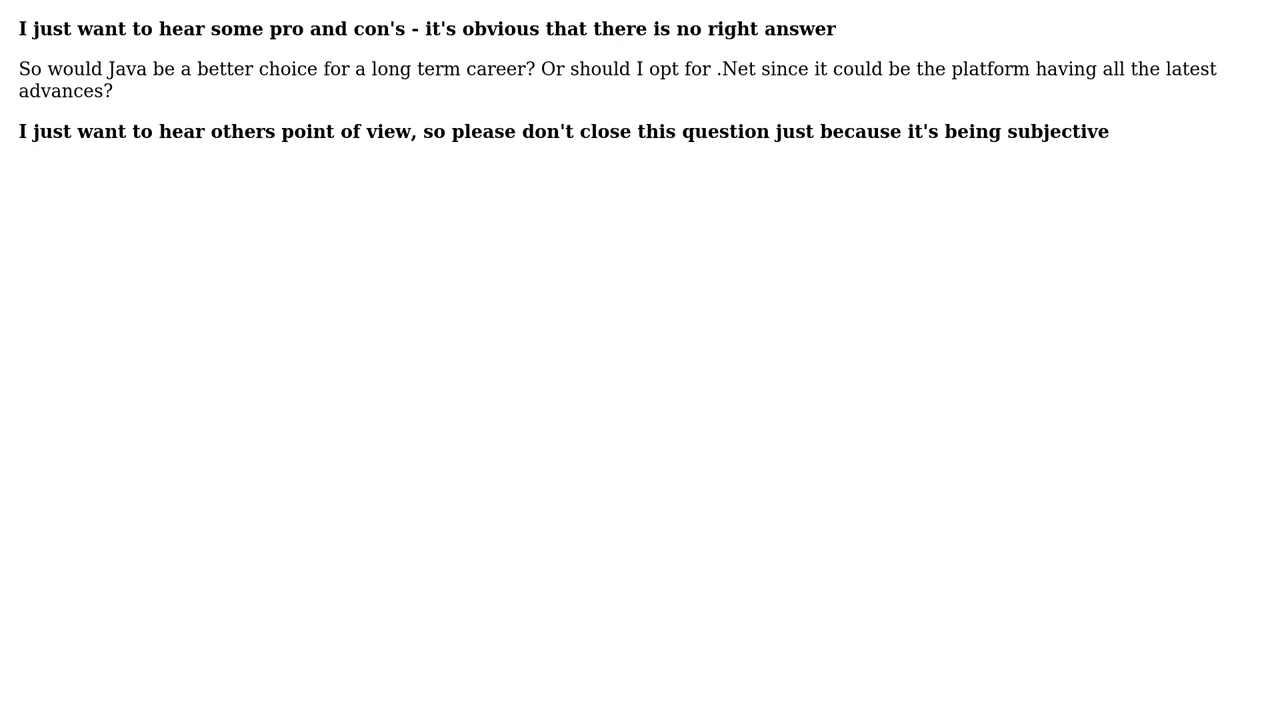 I just want to hear some pro and con's - it's obvious that there is no right answer
So would Java be a better choice for a long term career? Or should I opt for .Net since it could be the platform having all the latest
advances?
I just want to hear others point of view, so please don't close this question just because it's being subjective